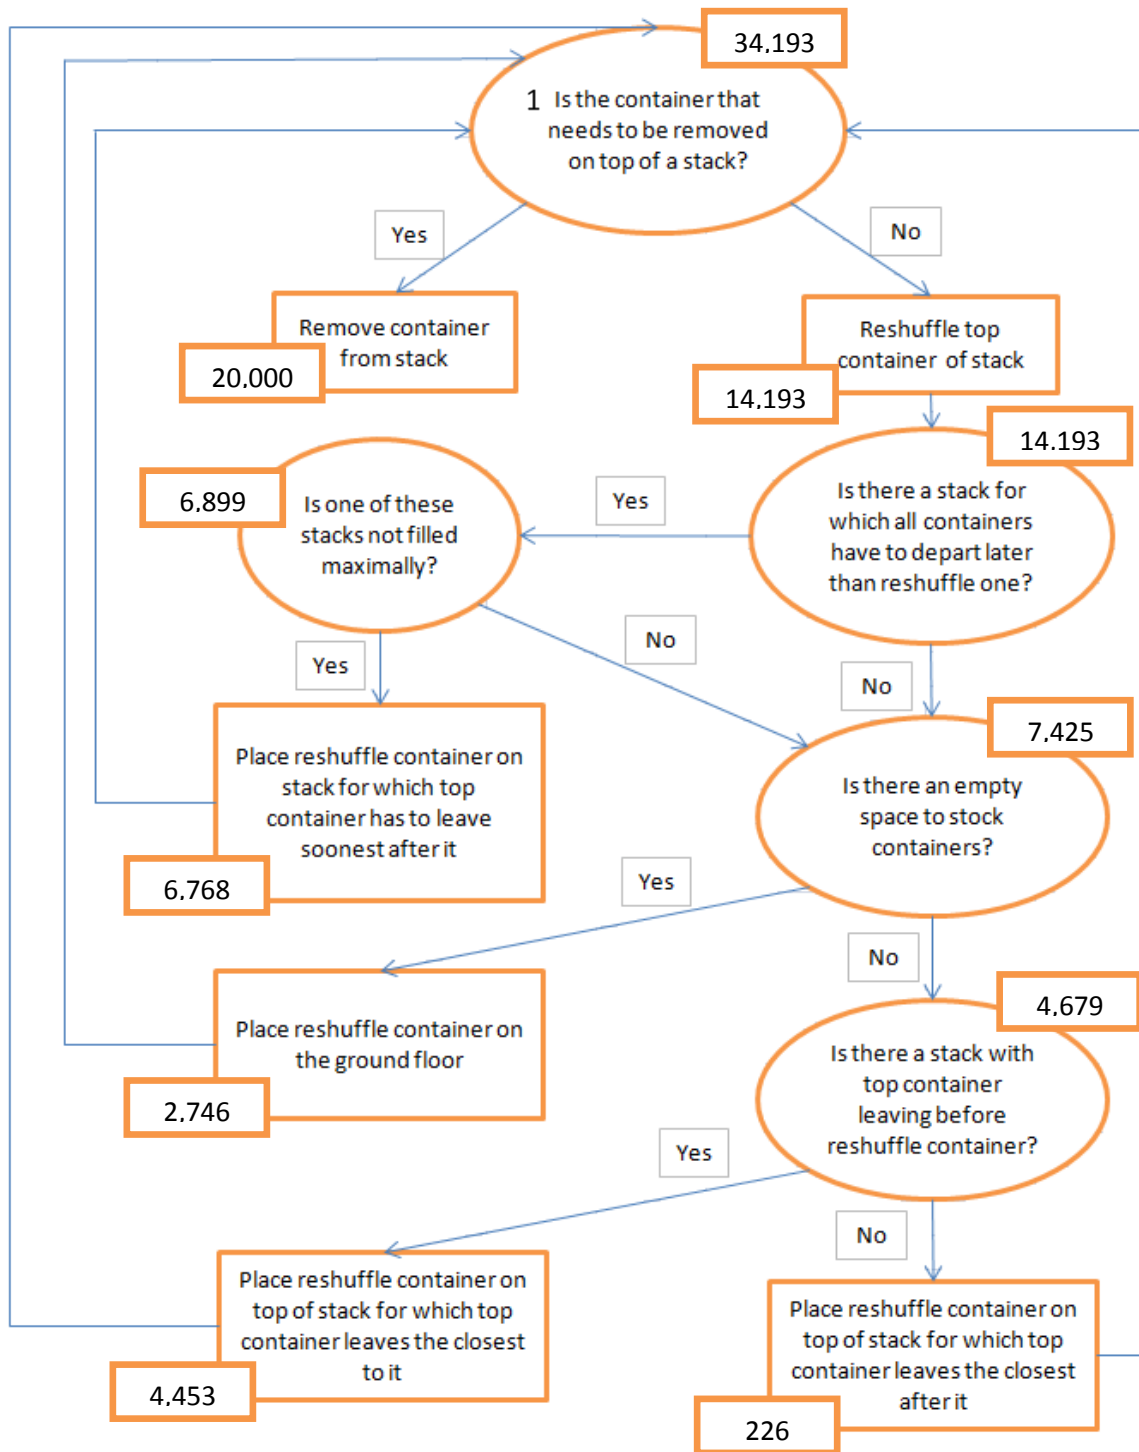 34,193
1 Is the container that
needs to be removed
on top of a stack?
Yes
No
Remove container
from stack
20,000
Reshuffle top
container of stack
14,193
14,193
6,899
Is one of these
stacks not filled
maximally?
Yes
Is there a stack for
which all containers
have to depart later
than reshuffle one?
No
Yes
No
7,425
Place reshuffle container on
stack for which top
container has to leave
soonest after it
6,768
Is there an empty
space to stock
containers?
Yes
No
4,679
Place reshuffle container on
the ground floor
2,746
Is there a stack with
top container
leaving before
reshuffle container?
Yes
No
Place reshuffle container on
top of stack for which top
container leaves the closest
to it
4,453
Place reshuffle container on
top of stack for which top
container leaves the closest
after it
226